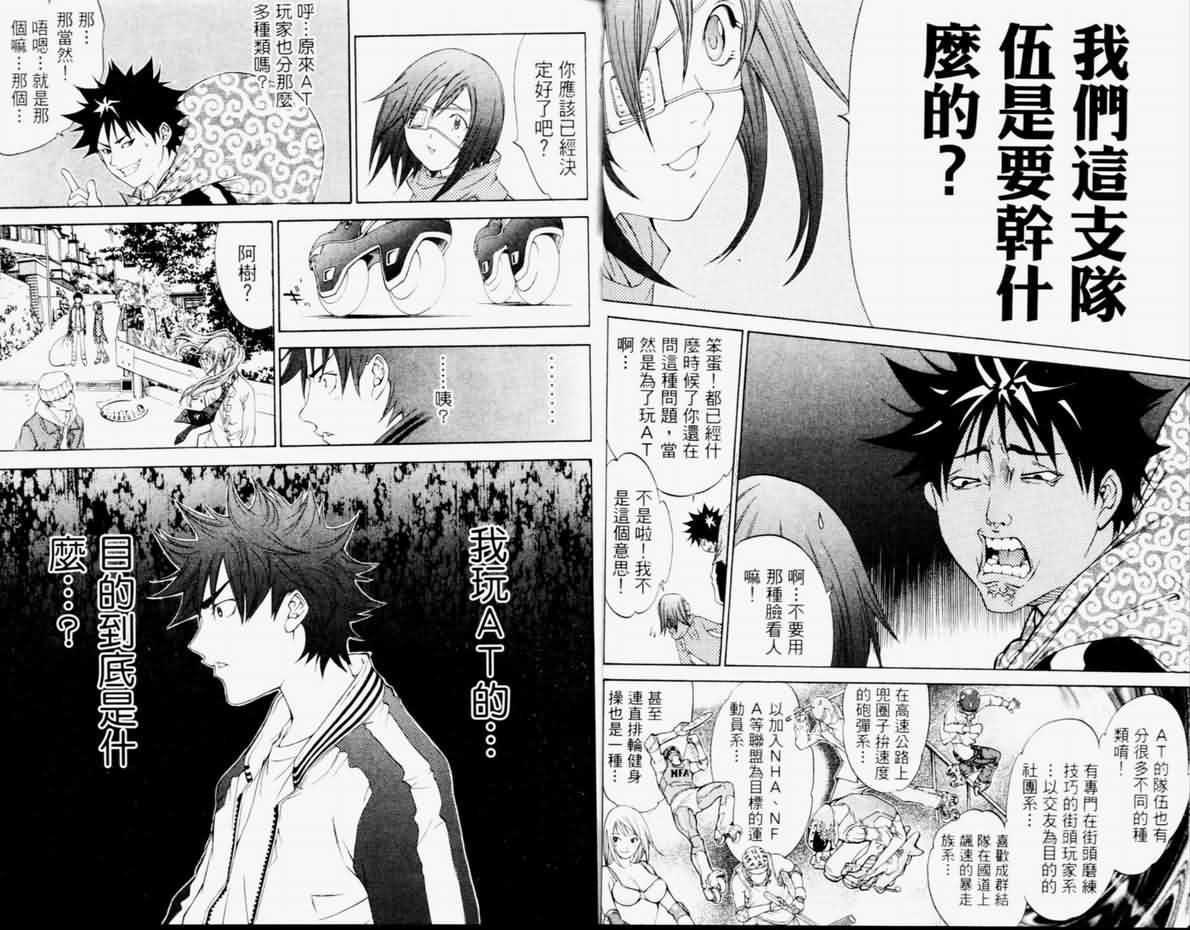 我們這支隊
伍是要幹什
麼的？
笨蛋！都已經什
麼時候了你還在
問這種問題，當
然是為了玩AT
啊…
不是啦！我不
是這個意思！
啊…不要用
那種臉看人
嘛！
AT的隊伍也有
分很多不同的種
類唷！
有專門在街頭磨練
技巧的街頭玩家系
…以交友為目的的
社團系…
喜歡成群結
隊在國道上
飆速的暴走
族系…
在高速公路上
兜圈子拚速度
的砲彈系…
以加入NHA、NF
A等聯盟為目標的運
動員系…
NFA
甚至
連直排輪健身
操也是一種…
你應該已經決
定好了吧？
呼…原來AT
玩家也分那麼
多種類嗎？
那…
那當然！
唔嗯…就是那
個嘛…那個…
………
……咦？
阿樹？
我玩AT的…
目的到底是什
麼…？